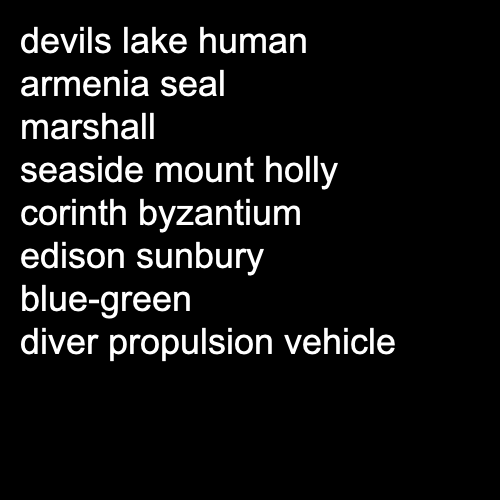 devils lake human
armenia seal
marshall
seaside mount holly
corinth byzantium
edison sunbury
blue-green
diver propulsion vehicle